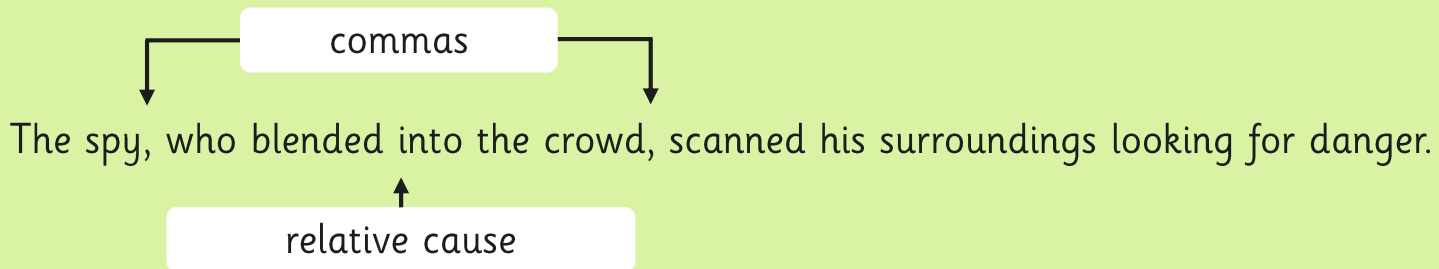 commas
The spy, who blended into the crowd, scanned his surroundings looking for danger.
relative cause